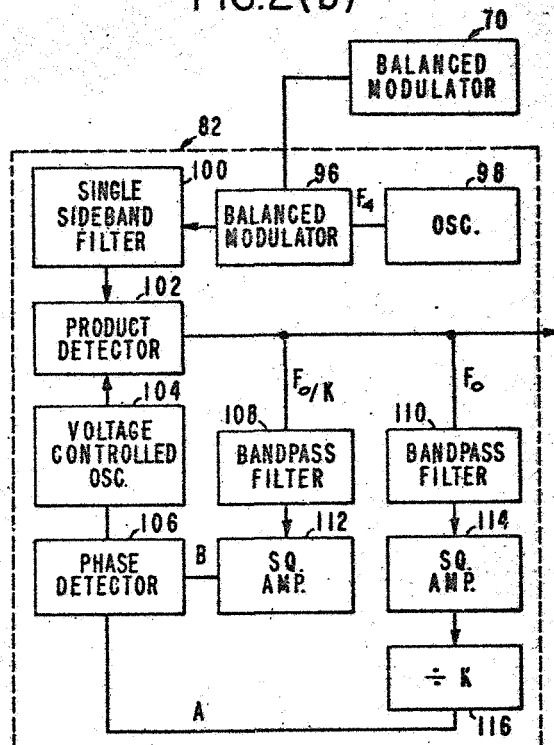 FIG.2(b)
70
BALANCED
MODULATOR
82
100
SINGLE
SIDEBAND
FILTER
96
BALANCED
MODULATOR
F4
98
OSC.
102
PRODUCT
DETECTOR
104
VOLTAGE
CONTROLLED
OSC.
F0/K
F0
108
BANDPASS
FILTER
110
BANDPASS
FILTER
106
PHASE
DETECTOR
B
112
SQ.
AMP.
114
SQ.
AMP.
÷ K
116
A